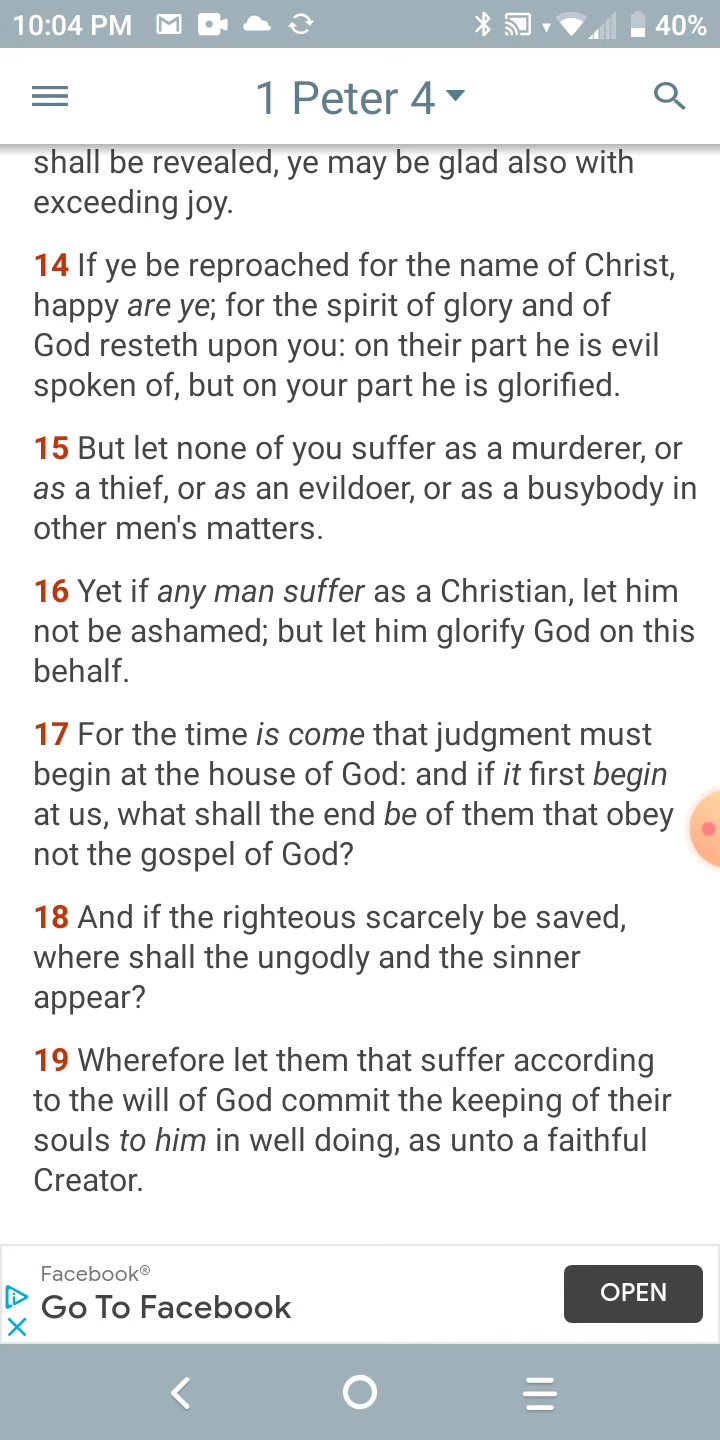 10:04 PM 40%
1 Peter 4
shall be revealed, ye may be glad also with
exceeding joy.
14 If ye be reproached for the name of Christ,
happy are ye; for the spirit of glory and of
God resteth upon you: on their part he is evil
spoken of, but on your part he is glorified.
15 But let none of you suffer as a murderer, or
as a thief, or as an evildoer, or as a busybody in
other men's matters.
16 Yet if any man suffer as a Christian, let him
not be ashamed; but let him glorify God on this
behalf.
17 For the time is come that judgment must
begin at the house of God: and if it first begin
at us, what shall the end be of them that obey
not the gospel of God?
18 And if the righteous scarcely be saved,
where shall the ungodly and the sinner
appear?
19 Wherefore let them that suffer according
to the will of God commit the keeping of their
souls to him in well doing, as unto a faithful
Creator.
Facebook®
Go To Facebook
OPEN